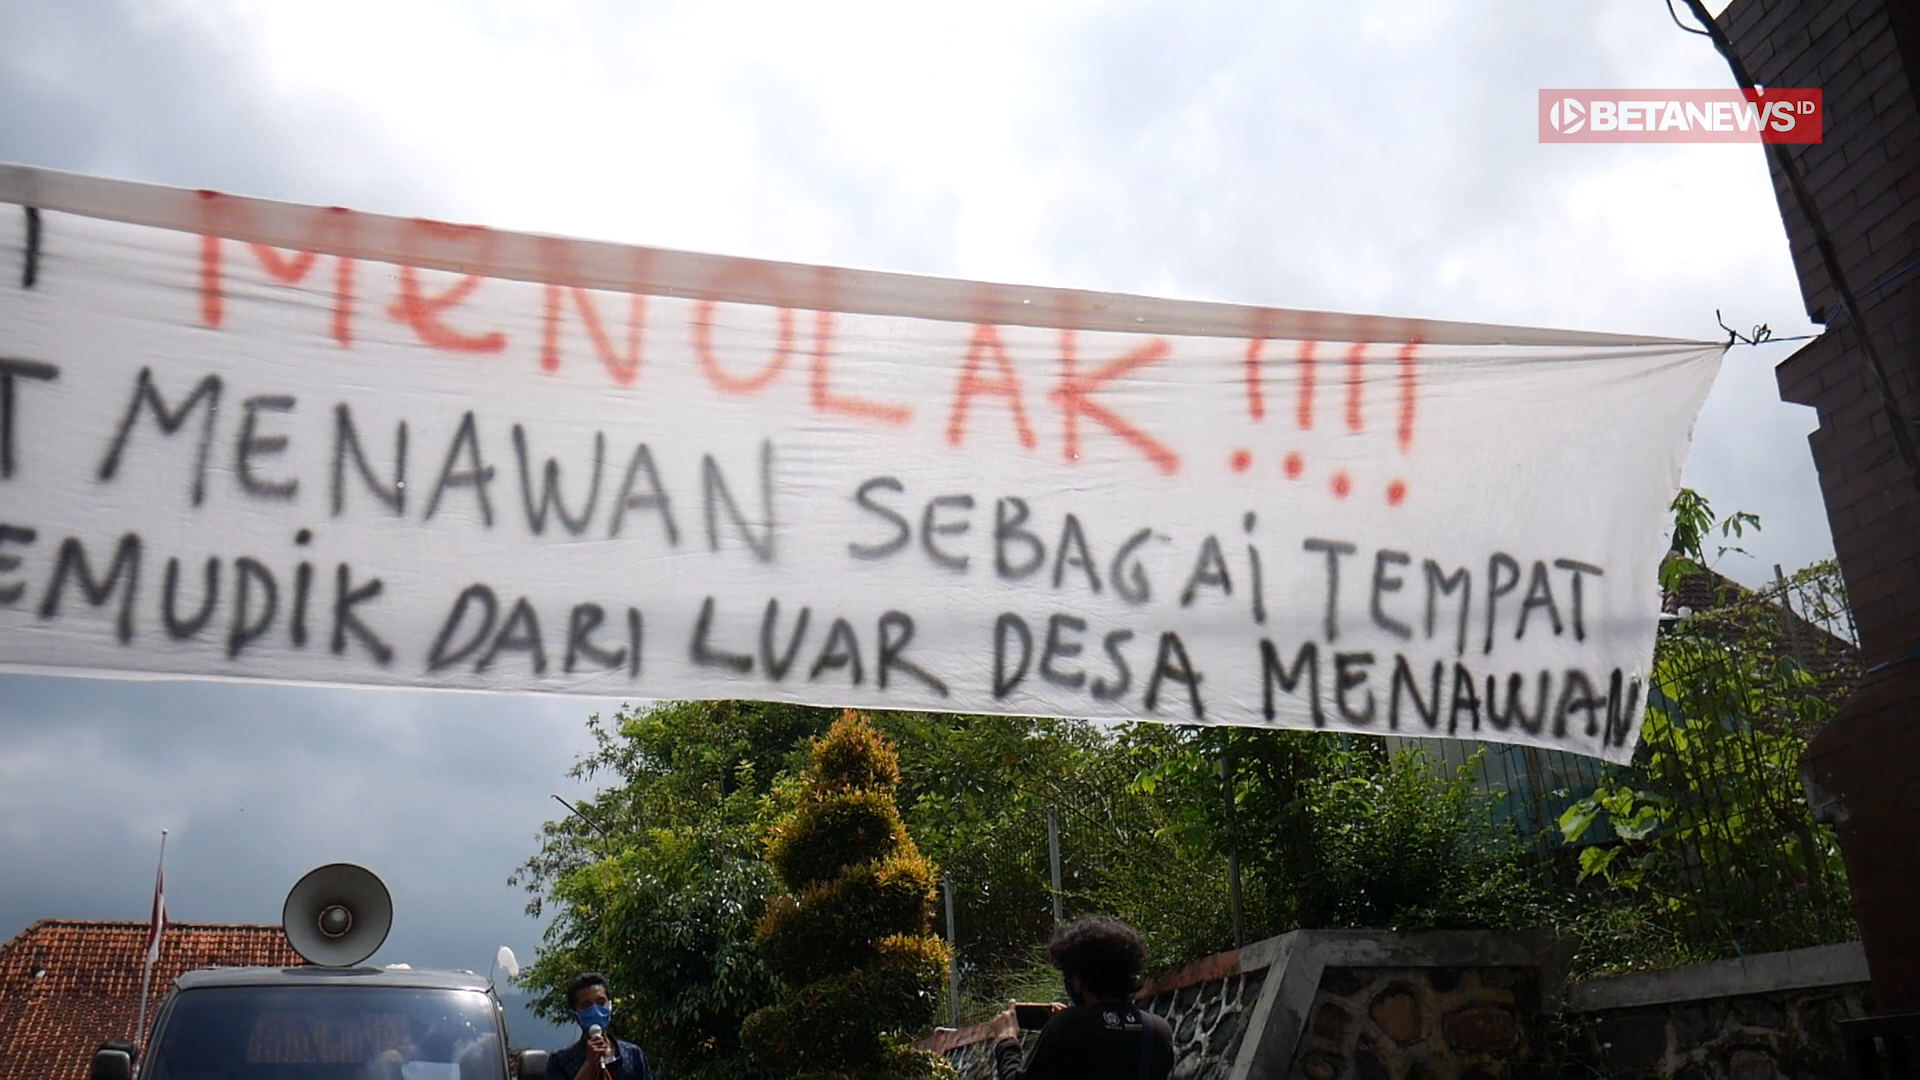 BETANEWS ID
MENOLAK!!!!
MENAWAN SEBAGAI TEMPAT
DARI LUAR DESA MENAWAN